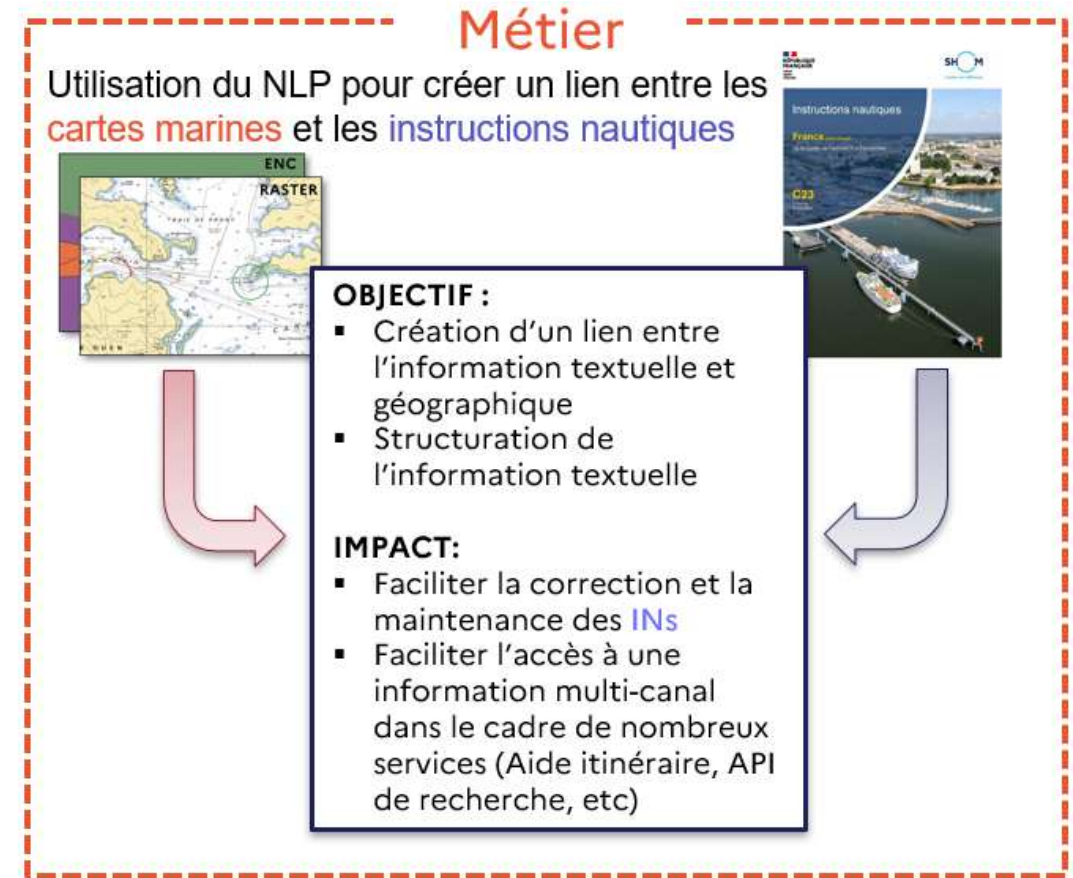 Métier
Utilisation du NLP pour créer un lien entre les
cartes marines et les instructions nautiques
RÉPUBLIQUE
FRANÇAISE
SHOM
Instructions nautiques
France
C23
ENC
RASTER
OBJECTIF :
▪ Création d’un lien entre
l’information textuelle et
géographique
▪ Structuration de
l’information textuelle
IMPACT:
▪ Faciliter la correction et la
maintenance des INs
▪ Faciliter l’accès à une
information multi-canal
dans le cadre de nombreux
services (Aide itinéraire, API
de recherche, etc)